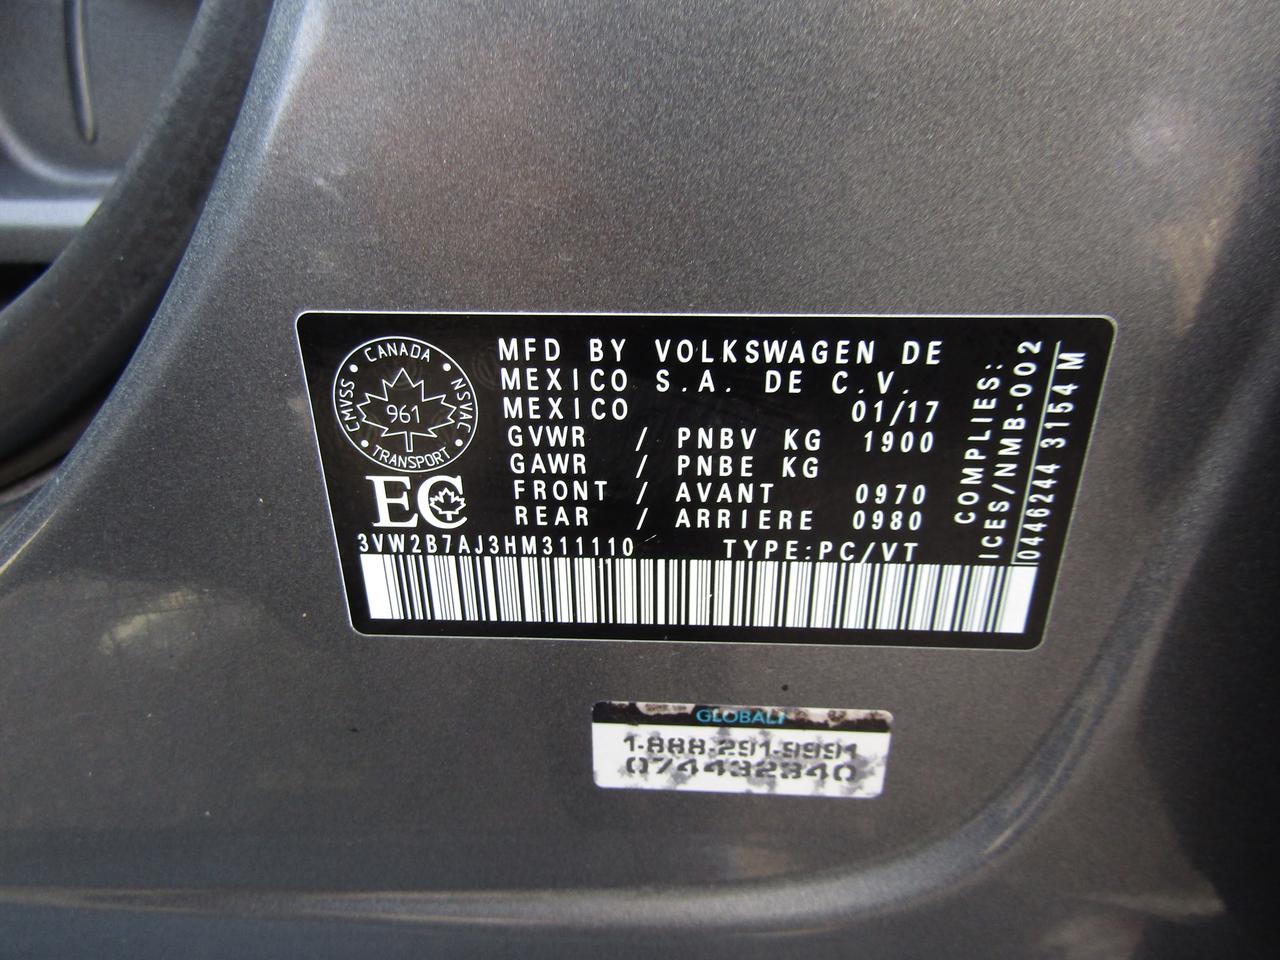 CANADA
CMVSS
961
NSVAC
TRANSPORT
EC
MFD BY VOLKSWAGEN DE
MEXICO S.A. DE C.V.
MEXICO 01/17
GVWR / PNBV KG 1900
GAWR / PNBE KG
FRONT / AVANT 0970
REAR / ARRIERE 0980
3VW2B7AJ3HM311110 TYPE:PC/VT
COMPLIES:
ICES/NMB-002
0446244 3154 M
GLOBALi
1-888-291-9991
074432340